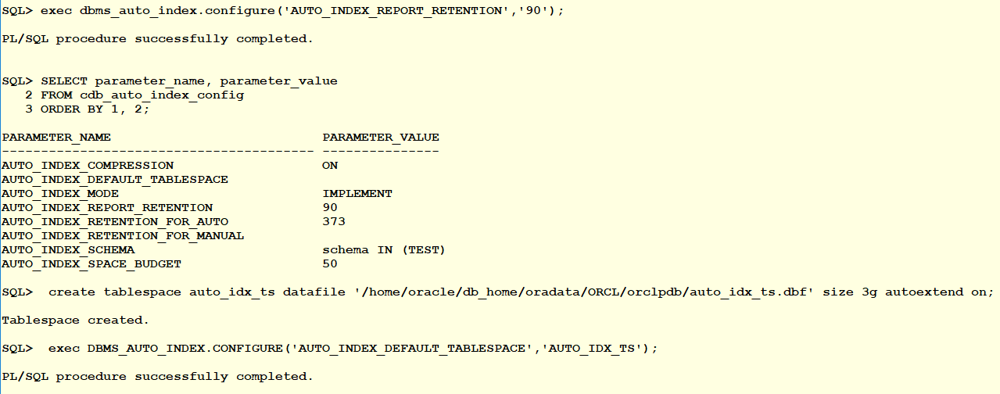 SQL> exec dbms_auto_index.configure('AUTO_INDEX_REPORT_RETENTION','90');
PL/SQL procedure successfully completed.
SQL> SELECT parameter_name, parameter_value
2 FROM cdb_auto_index_config
3 ORDER BY 1, 2;
PARAMETER_NAME PARAMETER_VALUE
---------------------------------------- ---------------
AUTO_INDEX_COMPRESSION ON
AUTO_INDEX_DEFAULT_TABLESPACE
AUTO_INDEX_MODE IMPLEMENT
AUTO_INDEX_REPORT_RETENTION 90
AUTO_INDEX_RETENTION_FOR_AUTO 373
AUTO_INDEX_RETENTION_FOR_MANUAL
AUTO_INDEX_SCHEMA schema IN (TEST)
AUTO_INDEX_SPACE_BUDGET 50
SQL> create tablespace auto_idx_ts datafile '/home/oracle/db_home/oradata/ORCL/orclpdb/auto_idx_ts.dbf' size 3g autoextend on;
Tablespace created.
SQL> exec DBMS_AUTO_INDEX.CONFIGURE('AUTO_INDEX_DEFAULT_TABLESPACE','AUTO_IDX_TS');
PL/SQL procedure successfully completed.